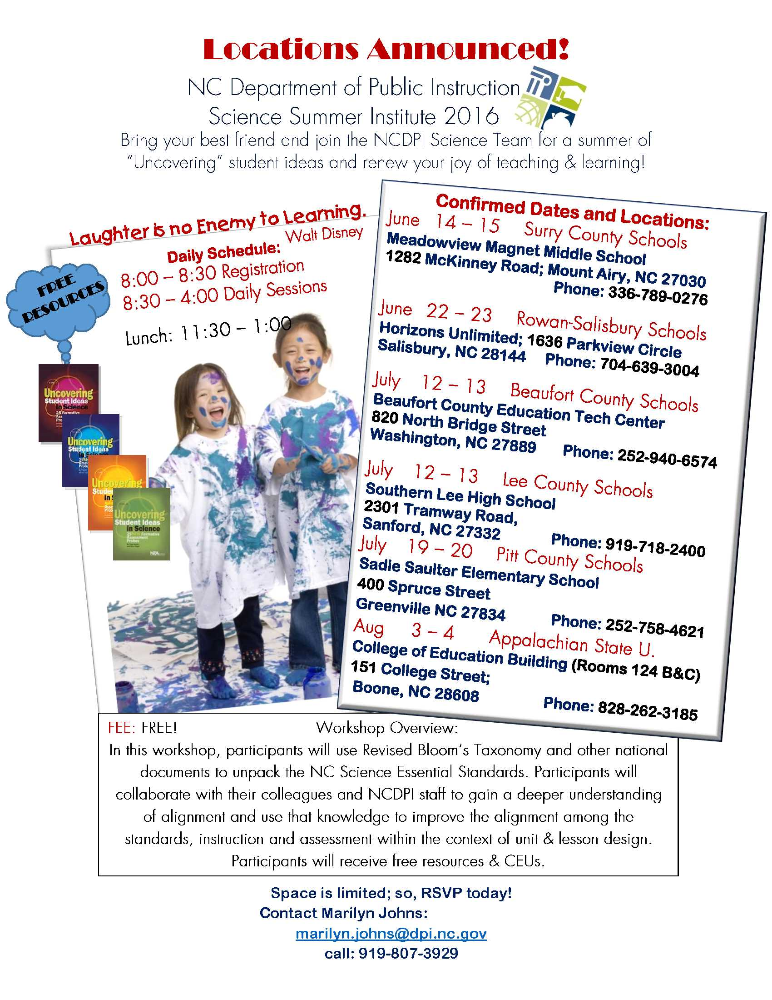 Locations Announced!
NC Department of Public Instruction
Science Summer Institute 2016
Bring your best friend and join the NCDPI Science Team for a summer of
"Uncovering" student ideas and renew your joy of teaching & learning!
Laughter is no Enemy to Learning.
Walt Disney
Daily Schedule:
8:00 – 8:30 Registration
8:30 – 4:00 Daily Sessions
Lunch: 11:30 – 1:00
FREE
RESOURCES
Uncovering
Student Ideas
in Science
25 Formative
Uncovering
Student Ideas
in Science
Uncovering
in
Uncovering
Student Ideas
in Science
25 NEW Formative
Assessment
Probes
NSTA
Confirmed Dates and Locations:
June 14 – 15 Surry County Schools
Meadowview Magnet Middle School
1282 McKinney Road; Mount Airy, NC 27030
Phone: 336-789-0276
June 22 – 23 Rowan-Salisbury Schools
Horizons Unlimited; 1636 Parkview Circle
Salisbury, NC 28144 Phone: 704-639-3004
July 12 – 13 Beaufort County Schools
Beaufort County Education Tech Center
820 North Bridge Street
Washington, NC 27889 Phone: 252-940-6574
July 12 – 13 Lee County Schools
Southern Lee High School
2301 Tramway Road,
Sanford, NC 27332 Phone: 919-718-2400
July 19 – 20 Pitt County Schools
Sadie Saulter Elementary School
400 Spruce Street
Greenville NC 27834 Phone: 252-758-4621
Aug 3 – 4 Appalachian State U.
College of Education Building (Rooms 124 B&C)
151 College Street;
Boone, NC 28608 Phone: 828-262-3185
FEE: FREE! Workshop Overview:
In this workshop, participants will use Revised Bloom's Taxonomy and other national
documents to unpack the NC Science Essential Standards. Participants will
collaborate with their colleagues and NCDPI staff to gain a deeper understanding
of alignment and use that knowledge to improve the alignment among the
standards, instruction and assessment within the context of unit & lesson design.
Participants will receive free resources & CEUs.
Space is limited; so, RSVP today!
Contact Marilyn Johns:
marilyn.johns@dpi.nc.gov
call: 919-807-3929